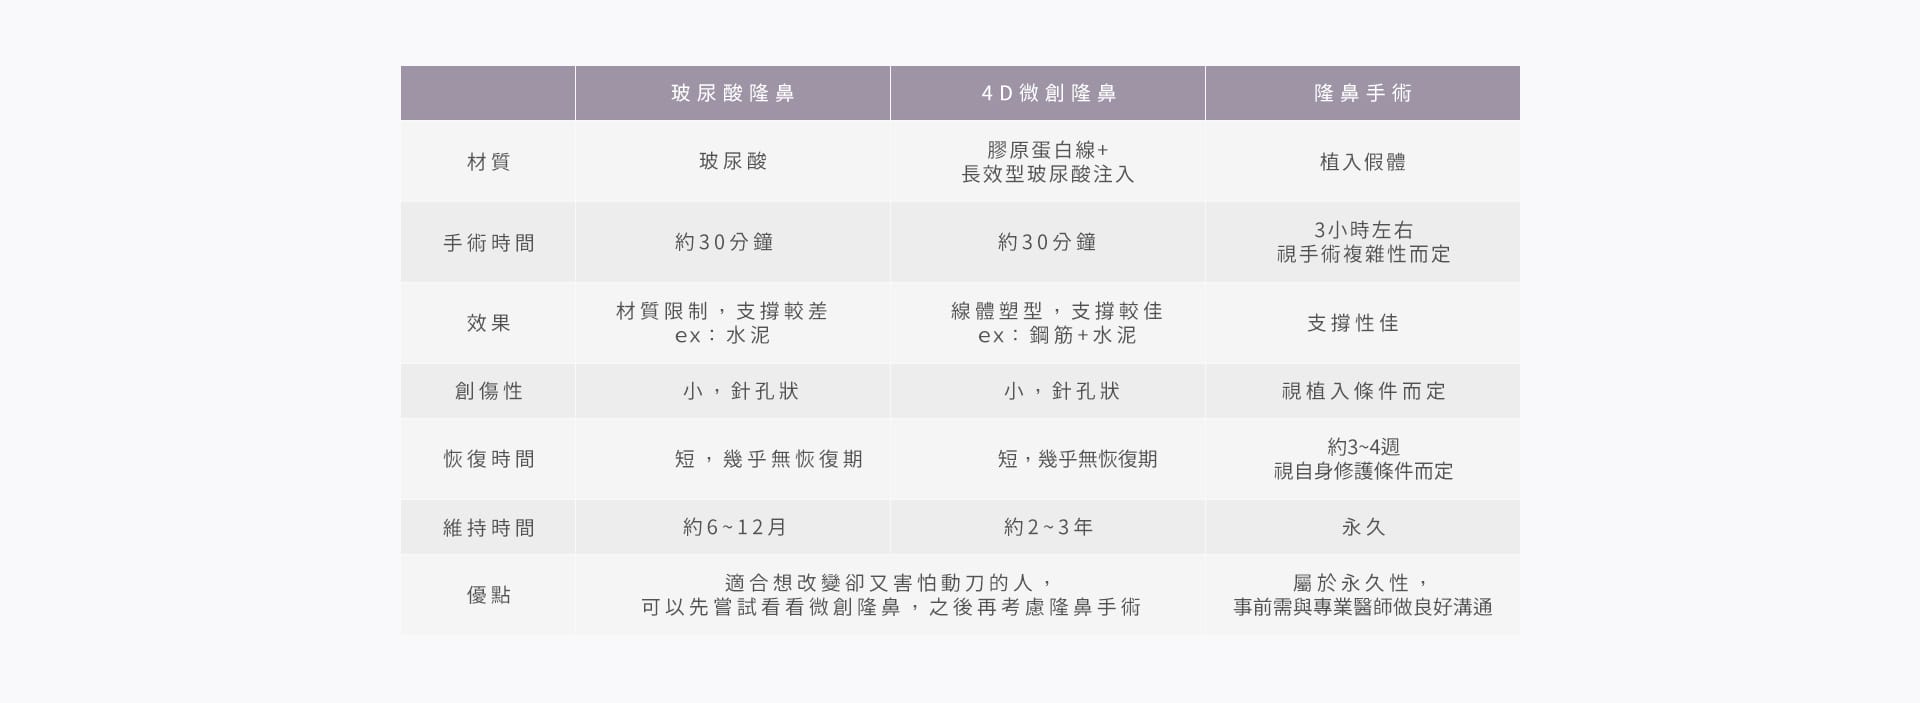 玻尿酸隆鼻 4D微創隆鼻 隆鼻手術
材質 玻尿酸 膠原蛋白線+
長效型玻尿酸注入 植入假體
手術時間 約30分鐘 約30分鐘 3小時左右
視手術複雜性而定
效果 材質限制，支撐較差
ex：水泥 線體塑型，支撐較佳
ex：鋼筋+水泥 支撐性佳
創傷性 小，針孔狀 小，針孔狀 視植入條件而定
恢復時間 短，幾乎無恢復期 短，幾乎無恢復期 約3~4週
視自身修護條件而定
維持時間 約6~12月 約2~3年 永久
優點 適合想改變卻又害怕動刀的人，
可以先嘗試看看微創隆鼻，之後再考慮隆鼻手術 屬於永久性，
事前需與專業醫師做良好溝通